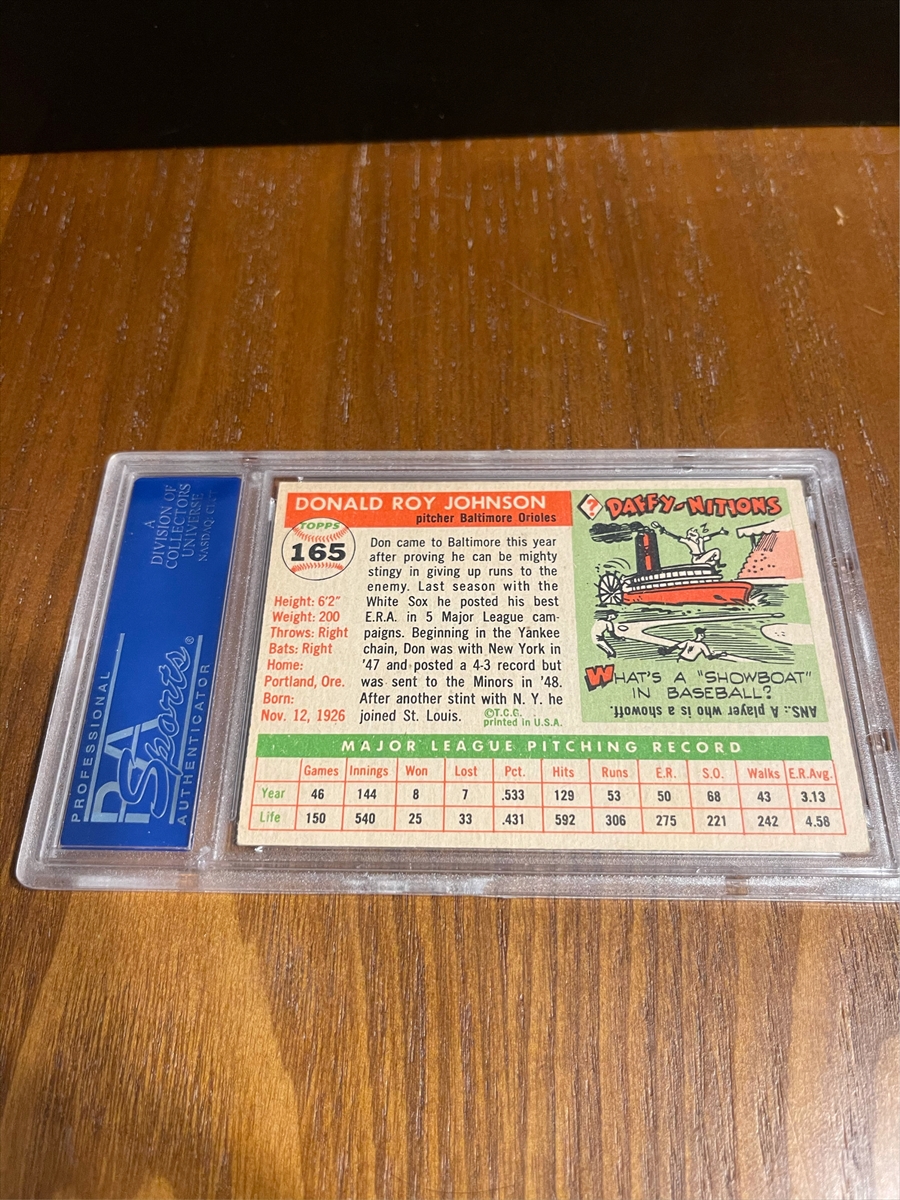 A
DIVISION OF
COLLECTORS
UNIVERSE
NASDAQ: CLCT
PROFESSIONAL
PSA
Sports®
AUTHENTICATOR
DONALD ROY JOHNSON
pitcher Baltimore Orioles
TOPPS
165
Height: 6'2"
Weight: 200
Throws: Right
Bats: Right
Home:
Portland, Ore.
Born:
Nov. 12, 1926
Don came to Baltimore this year
after proving he can be mighty
stingy in giving up runs to the
enemy. Last season with the
White Sox he posted his best
E.R.A. in 5 Major League cam-
paigns. Beginning in the Yankee
chain, Don was with New York in
'47 and posted a 4-3 record but
was sent to the Minors in '48.
After another stint with N. Y. he
joined St. Louis.
©T.C.G.
printed in U.S.A.
? DAFFY-NITIONS
WHAT'S A "SHOWBOAT"
IN BASEBALL?
ANS.: A player who is a showoff.
MAJOR LEAGUE PITCHING RECORD
Games Innings Won Lost Pct. Hits Runs E.R. S.O. Walks E.R.Avg.
Year 46 144 8 7 .533 129 53 50 68 43 3.13
Life 150 540 25 33 .431 592 306 275 221 242 4.58